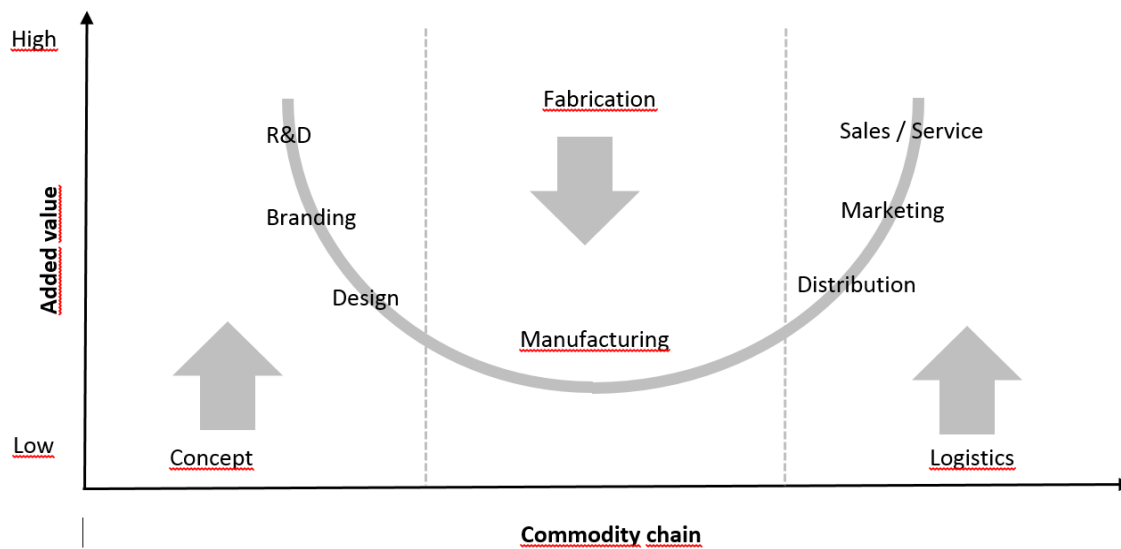 High
Fabrication
R&D
Sales / Service
Branding
Marketing
Added value
Design
Distribution
Manufacturing
Low
Concept
Logistics
Commodity chain